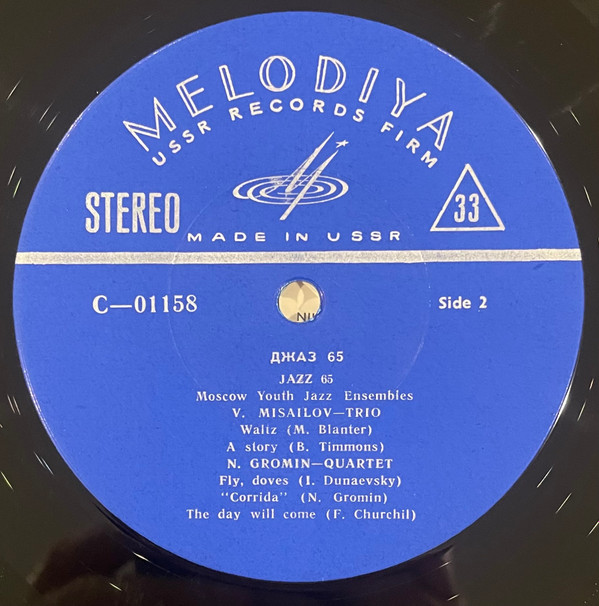 MELODIYA
USSR RECORDS FIRM
STEREO
33
MADE IN USSR
C—01158
Side 2
NIV
ДЖАЗ 65
JAZZ 65
Moscow Youth Jazz Ensembles
V. MISAILOV—TRIO
Waltz (M. Blanter)
A story (B. Timmons)
N. GROMIN—QUARTET
Fly, doves (I. Dunaevsky)
"Corrida" (N. Gromin)
The day will come (F. Churchil)